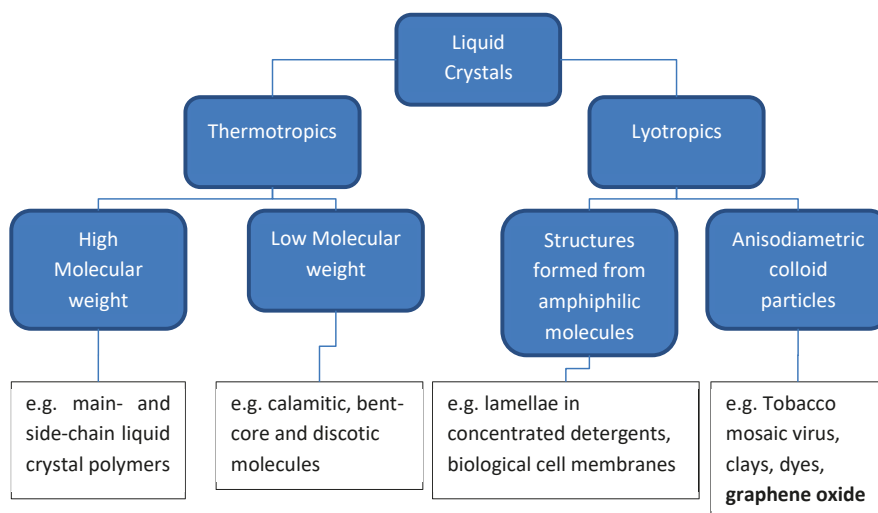 Liquid
Crystals
Thermotropics
Lyotropics
High
Molecular
weight
Low Molecular
weight
Structures
formed from
amphiphilic
molecules
Anisodiametric
colloid
particles
e.g. main- and
side-chain liquid
crystal polymers
e.g. calamitic, bent-
core and discotic
molecules
e.g. lamellae in
concentrated detergents,
biological cell membranes
e.g. Tobacco
mosaic virus,
clays, dyes,
graphene oxide